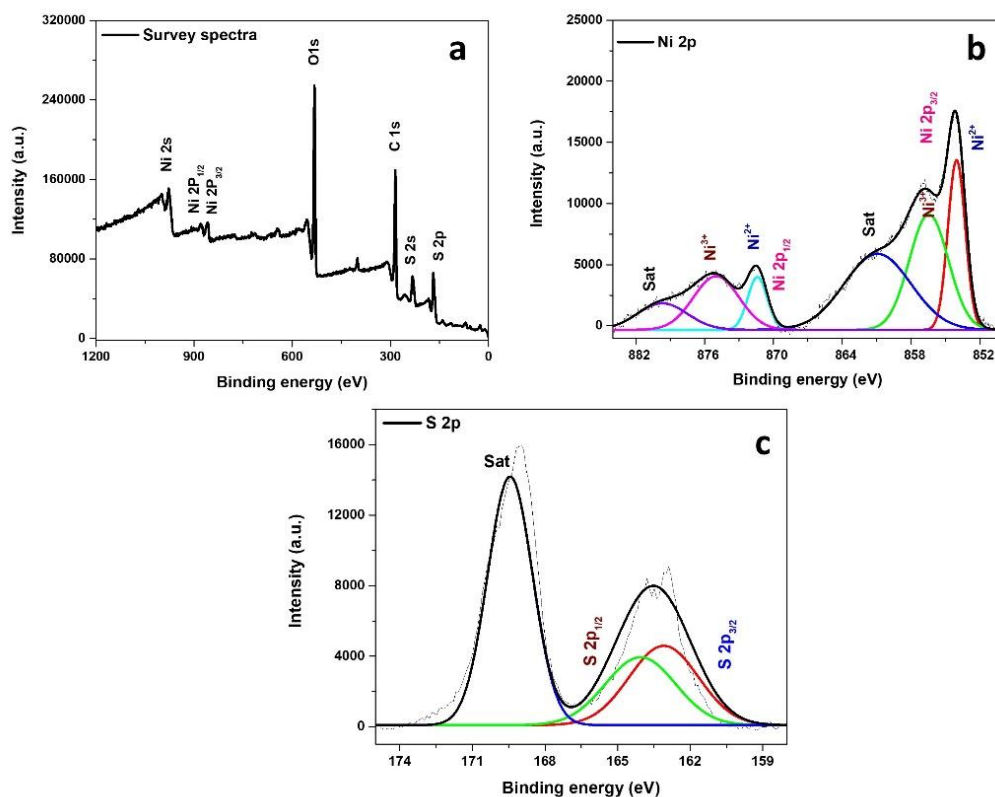 Survey spectra
a
O1s
C 1s
Ni 2s
Ni 2P1/2
Ni 2P3/2
S 2s
S 2p
320000
240000
160000
80000
0
Intensity (a.u.)
1200 900 600 300 0
Binding energy (eV)
Ni 2p
b
Ni 2p3/2
Ni2+
Ni3+
Sat
Ni2+
Ni3+
Ni 2p1/2
Sat
25000
20000
15000
10000
5000
0
Intensity (a.u.)
882 876 870 864 858 852
Binding energy (eV)
S 2p
c
Sat
S 2p1/2
S 2p3/2
16000
12000
8000
4000
0
Intensity (a.u.)
174 171 168 165 162 159
Binding energy (eV)